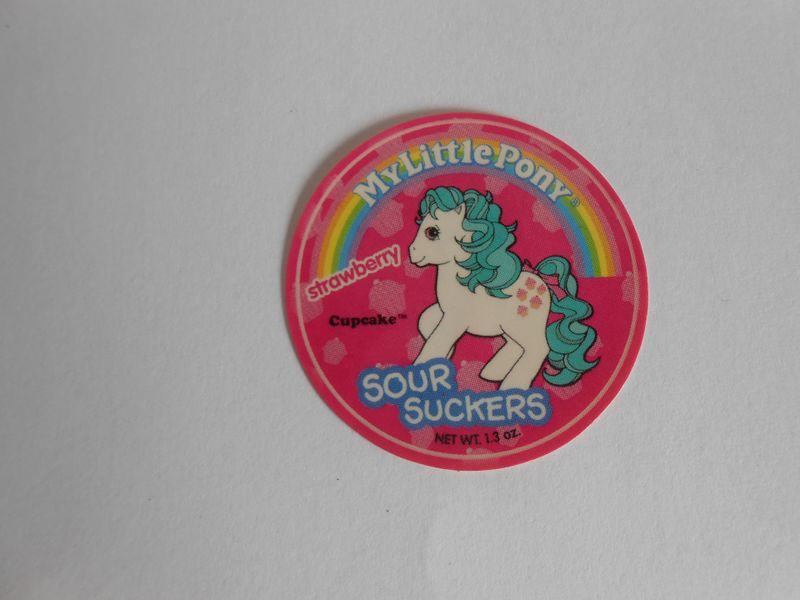 My Little Pony®
strawberry
Cupcake™
SOUR
SUCKERS
NET WT. 1.3 oz.